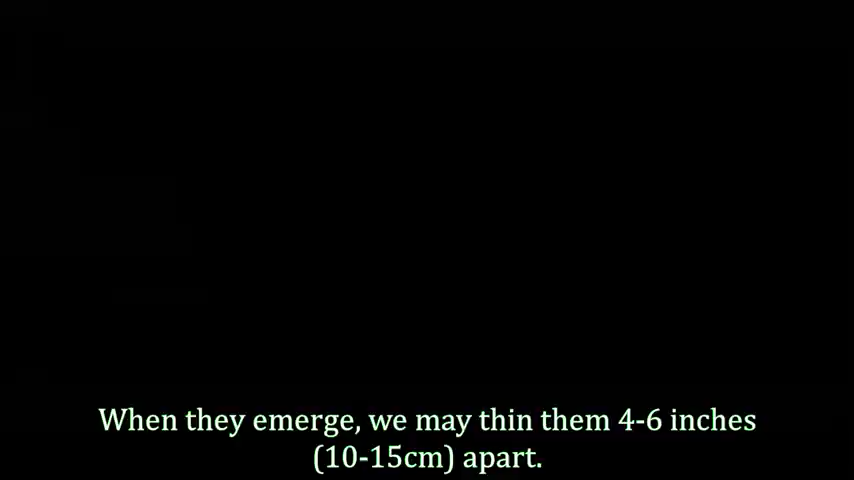 When they emerge, we may thin them 4-6 inches
(10-15cm) apart.